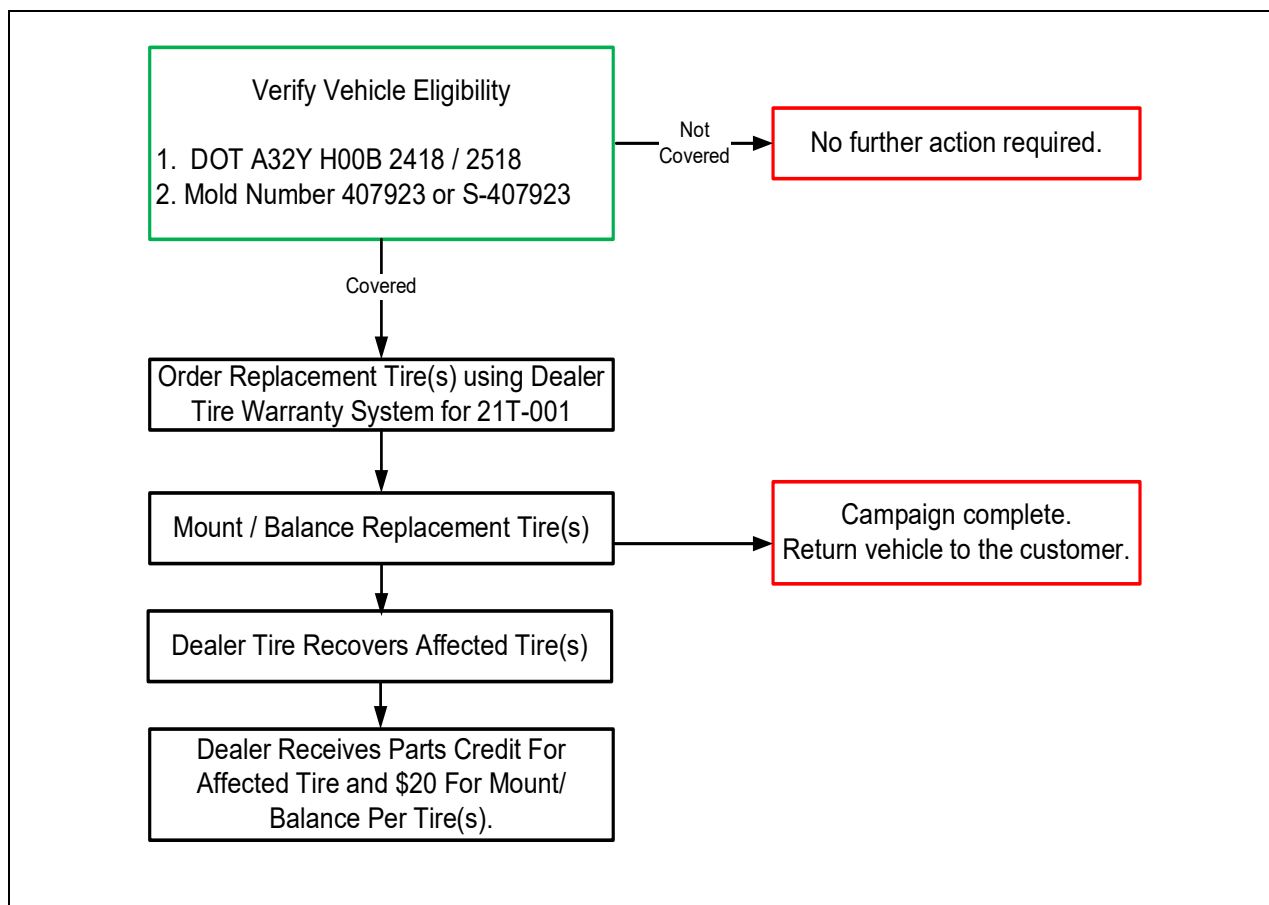 Verify Vehicle Eligibility
1. DOT A32Y H00B 2418 / 2518
2. Mold Number 407923 or S-407923
Not
Covered
No further action required.
Covered
Order Replacement Tire(s) using Dealer
Tire Warranty System for 21T-001
Mount / Balance Replacement Tire(s)
Campaign complete.
Return vehicle to the customer.
Dealer Tire Recovers Affected Tire(s)
Dealer Receives Parts Credit For
Affected Tire and $20 For Mount/
Balance Per Tire(s).